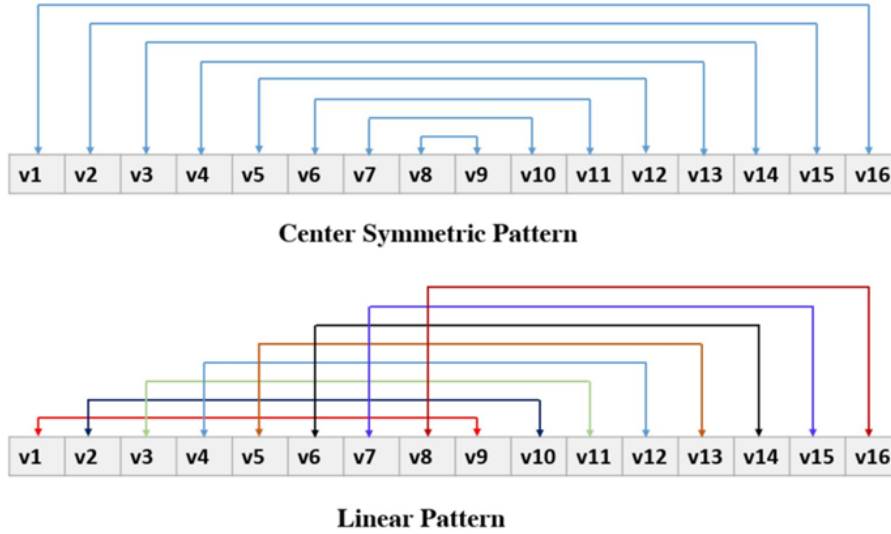 v1 v2 v3 v4 v5 v6 v7 v8 v9 v10 v11 v12 v13 v14 v15 v16
Center Symmetric Pattern
v1 v2 v3 v4 v5 v6 v7 v8 v9 v10 v11 v12 v13 v14 v15 v16
Linear Pattern